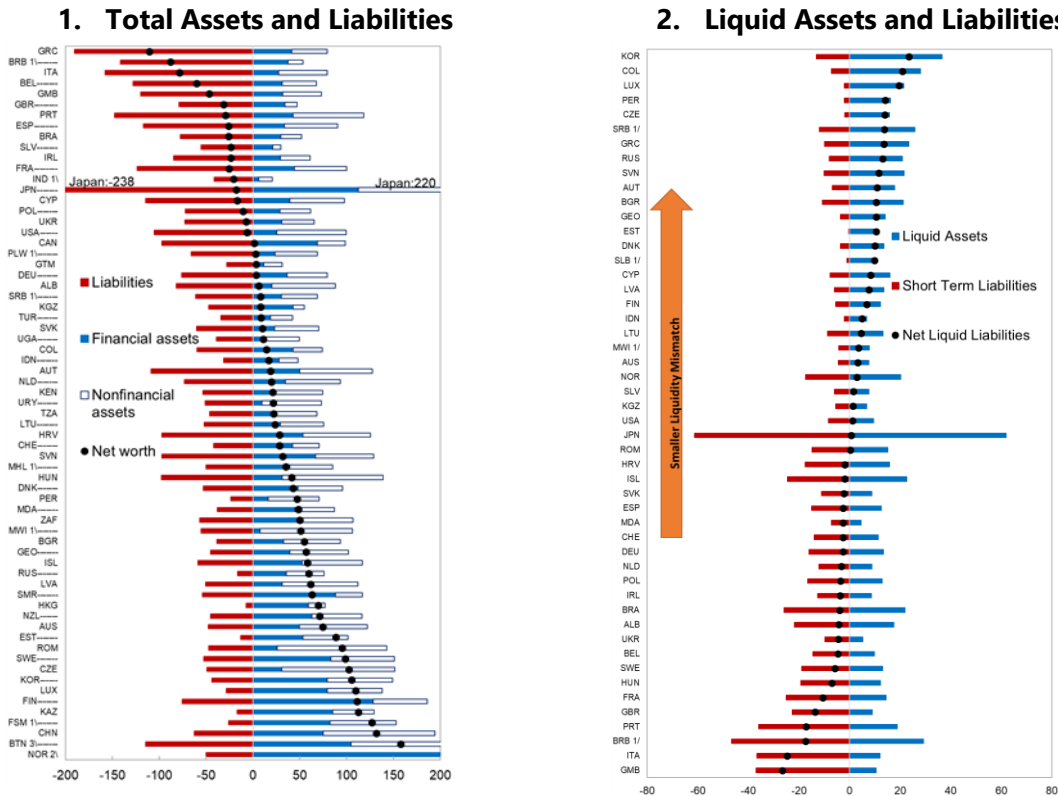 1. Total Assets and Liabilities
GRC
BRB 1\
ITA
BEL
GMB
GBR
PRT
ESP
BRA
SLV
IRL
FRA
IND 1\
JPN
CYP
POL
UKR
USA
CAN
PLW 1\
GTM
DEU
ALB
SRB 1\
KGZ
TUR
SVK
UGA
COL
IDN
AUT
NLD
KEN
URY
TZA
LTU
HRV
CHE
SVN
MHL 1\
HUN
DNK
PER
MDA
ZAF
MWI 1\
BGR
GEO
ISL
RUS
LVA
SMR
HKG
NZL
AUS
EST
ROM
SWE
CZE
KOR
LUX
FIN
KAZ
FSM 1\
CHN
BTN 3\
NOR 2\
Japan:-238
Japan:220
Liabilities
Financial assets
Nonfinancial
assets
Net worth
-200 -150 -100 -50 0 50 100 150 200
2. Liquid Assets and Liabilities
KOR
COL
LUX
PER
CZE
SRB 1/
GRC
RUS
SVN
AUT
BGR
GEO
EST
DNK
SLB 1/
CYP
LVA
FIN
IDN
LTU
MWI 1/
AUS
NOR
SLV
KGZ
USA
JPN
ROM
HRV
ISL
SVK
ESP
MDA
CHE
DEU
NLD
POL
IRL
BRA
ALB
UKR
BEL
SWE
HUN
FRA
GBR
PRT
BRB 1/
ITA
GMB
Smaller Liquidity Mismatch
Liquid Assets
Short Term Liabilities
Net Liquid Liabilities
-80 -60 -40 -20 0 20 40 60 80